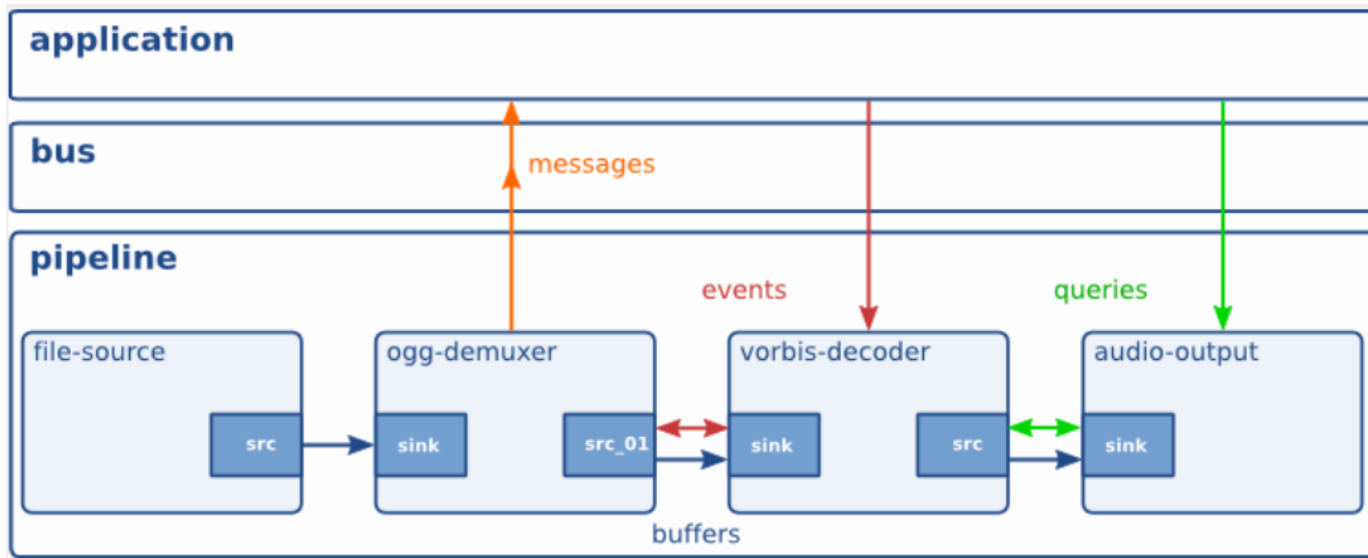 application
bus
messages
pipeline
events
queries
file-source
ogg-demuxer
vorbis-decoder
audio-output
src
sink
src_01
sink
src
sink
buffers